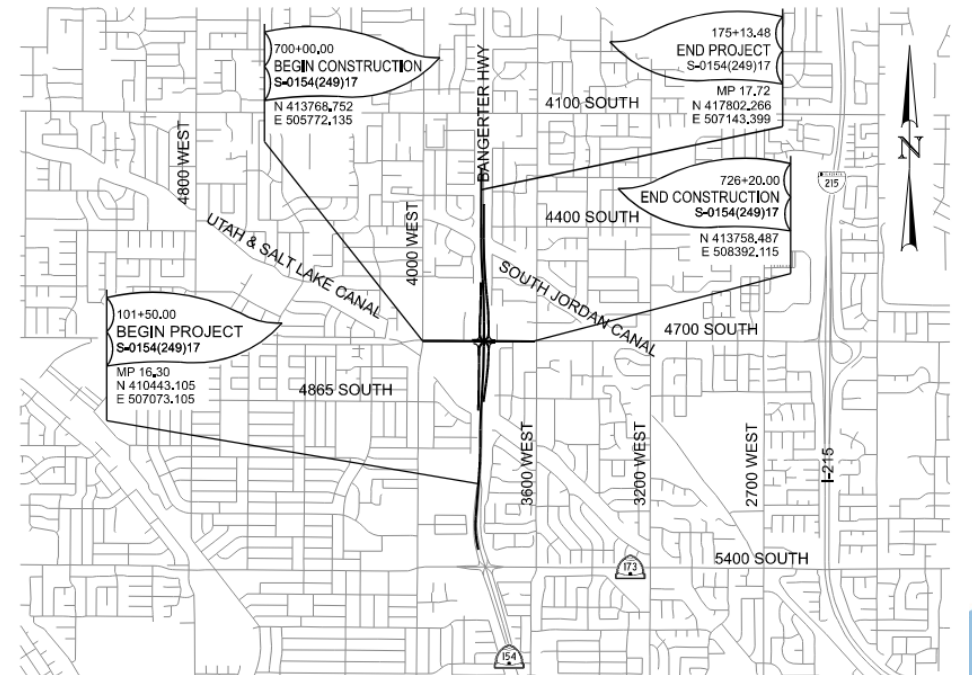 700+00.00
BEGIN CONSTRUCTION
S-0154(249)17
N 413768.752
E 505772.135
BANGERTER HWY
175+13.48
END PROJECT
S-0154(249)17
MP 17.72
N 417802.266
E 507143.399
4100 SOUTH
4800 WEST
N
215
726+20.00
END CONSTRUCTION
S-0154(249)17
N 413758.487
E 508392.115
4400 SOUTH
4000 WEST
UTAH & SALT LAKE CANAL
SOUTH JORDAN CANAL
101+50.00
BEGIN PROJECT
S-0154(249)17
MP 16.30
N 410443.105
E 507073.105
4700 SOUTH
4865 SOUTH
3600 WEST
3200 WEST
2700 WEST
I-215
5400 SOUTH
173
154